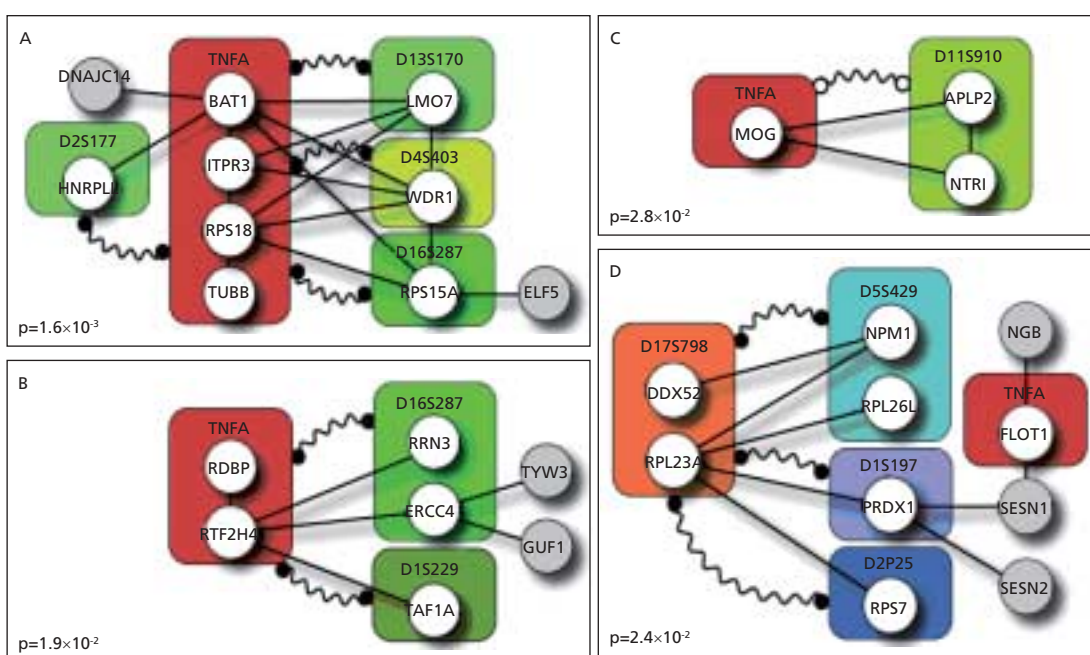 A
DNAJC14
TNFA
BAT1
ITPR3
RPS18
TUBB
D2S177
D13S170
LMO7
D4S403
WDR1
D16S287
RPS15A
ELF5
p=1.6×10-3
B
TNFA
RDBP
RTF2H4
D16S287
RRN3
ERCC4
TYW3
GUF1
D1S229
TAF1A
p=1.9×10-2
C
TNFA
MOG
D11S910
APLP2
NTRI
p=2.8×10-2
D
D17S798
DDX52
RPL23A
D5S429
NPM1
RPL26L
D1S197
PRDX1
D2P25
RPS7
NGB
TNFA
FLOT1
SESN1
SESN2
p=2.4×10-2